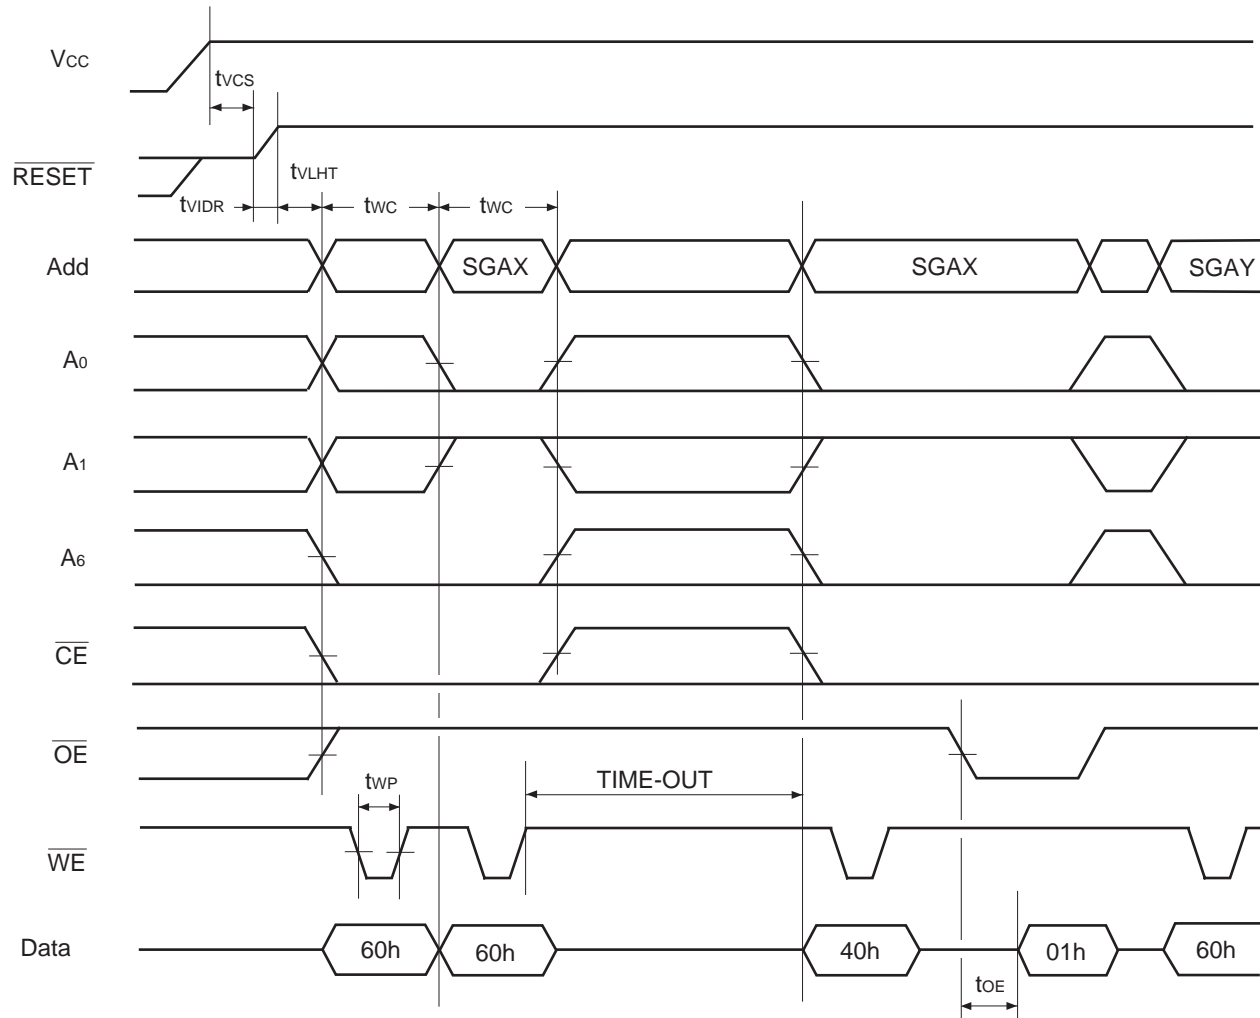 VCC
tVCS
RESET
tVLHT
tVIDR
tWC
tWC
Add
SGAX
SGAX
SGAY
A0
A1
A6
CE
OE
tWP
TIME-OUT
WE
Data
60h
60h
40h
01h
60h
tOE